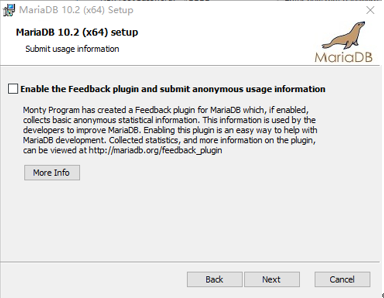 MariaDB 10.2 (x64) Setup
MariaDB 10.2 (x64) setup
Submit usage information
MariaDB
Enable the Feedback plugin and submit anonymous usage information
Monty Program has created a Feedback plugin for MariaDB which, if enabled,
collects basic anonymous statistical information. This information is used by the
developers to improve MariaDB. Enabling this plugin is an easy way to help with
MariaDB development. Collected statistics, and more information on the plugin,
can be viewed at http://mariadb.org/feedback_plugin
More Info
Back
Next
Cancel